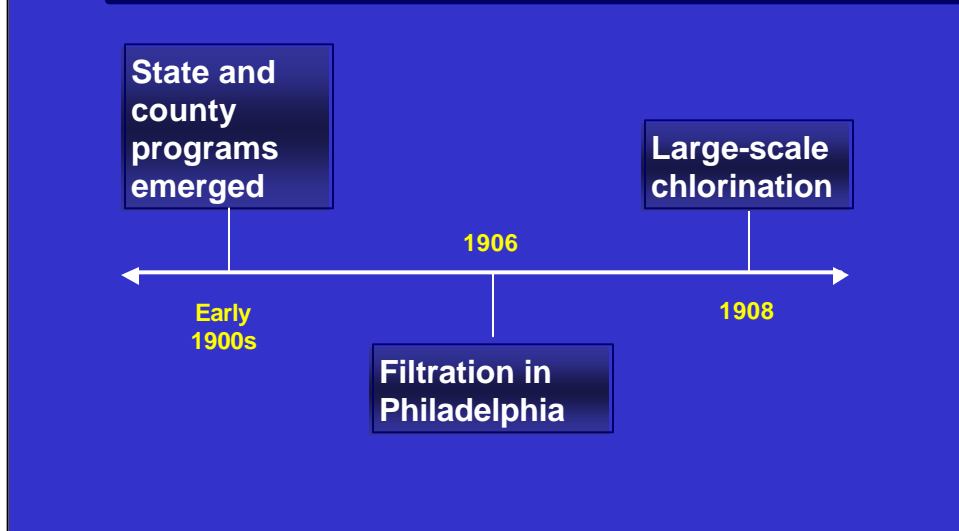 State and
county
programs
emerged
Large-scale
chlorination
1906
Early
1900s
1908
Filtration in
Philadelphia